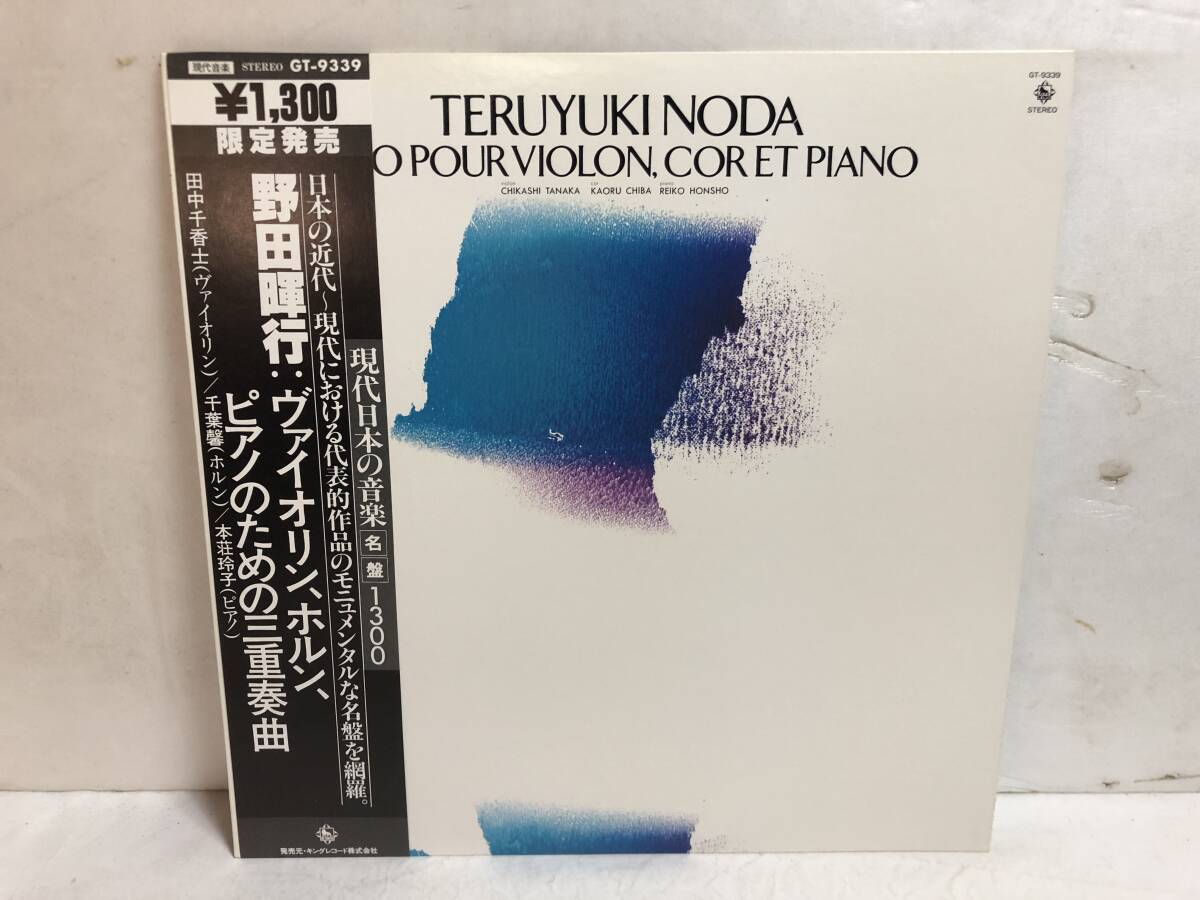 現代音楽 STEREO GT-9339
¥1,300
限定発売
現代日本の音楽 名盤 1300
日本の近代~現代における代表的作品のモニュメンタルな名盤を網羅。
野田暉行:ヴァイオリン、ホルン、
ピアノのための三重奏曲
田中千香士(ヴァイオリン)/千葉馨(ホルン)/本荘玲子(ピアノ)
発売元・キングレコード株式会社
TERUYUKI NODA
O POUR VIOLON, COR ET PIANO
violon CHIKASHI TANAKA cor KAORU CHIBA piano REIKO HONSHO
GT-9339
STEREO